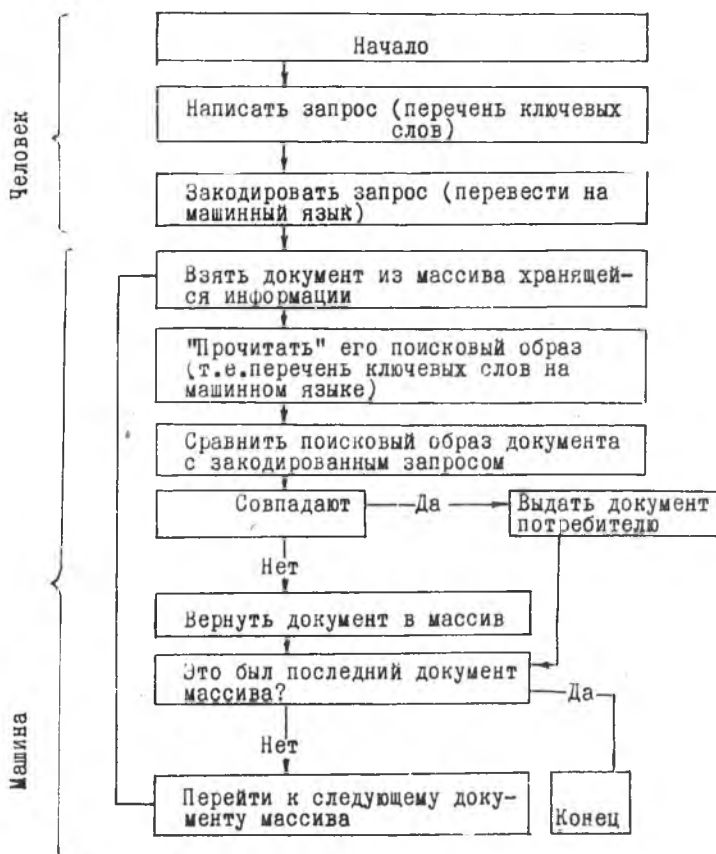 Человек
Начало
Написать запрос (перечень ключевых
слов)
Закодировать запрос (перевести на
машинный язык)
Машина
Взять документ из массива хранящей-
ся информации
"Прочитать" его поисковый образ
(т.е.перечень ключевых слов на
машинном языке)
Сравнить поисковый образ документа
с закодированным запросом
Совпадают
Да
Выдать документ
потребителю
Нет
Вернуть документ в массив
Это был последний документ
массива?
Да
Нет
Перейти к следующему доку-
менту массива
Конец